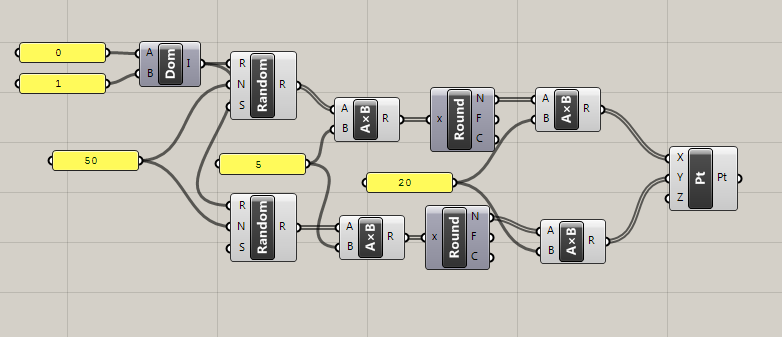 0
1
A
B
Dom
I
R
N
S
Random
R
50
5
R
N
S
Random
R
A
B
A×B
R
x
Round
N
F
C
A
B
A×B
R
20
A
B
A×B
R
x
Round
N
F
C
A
B
A×B
R
X
Y
Z
Pt
Pt